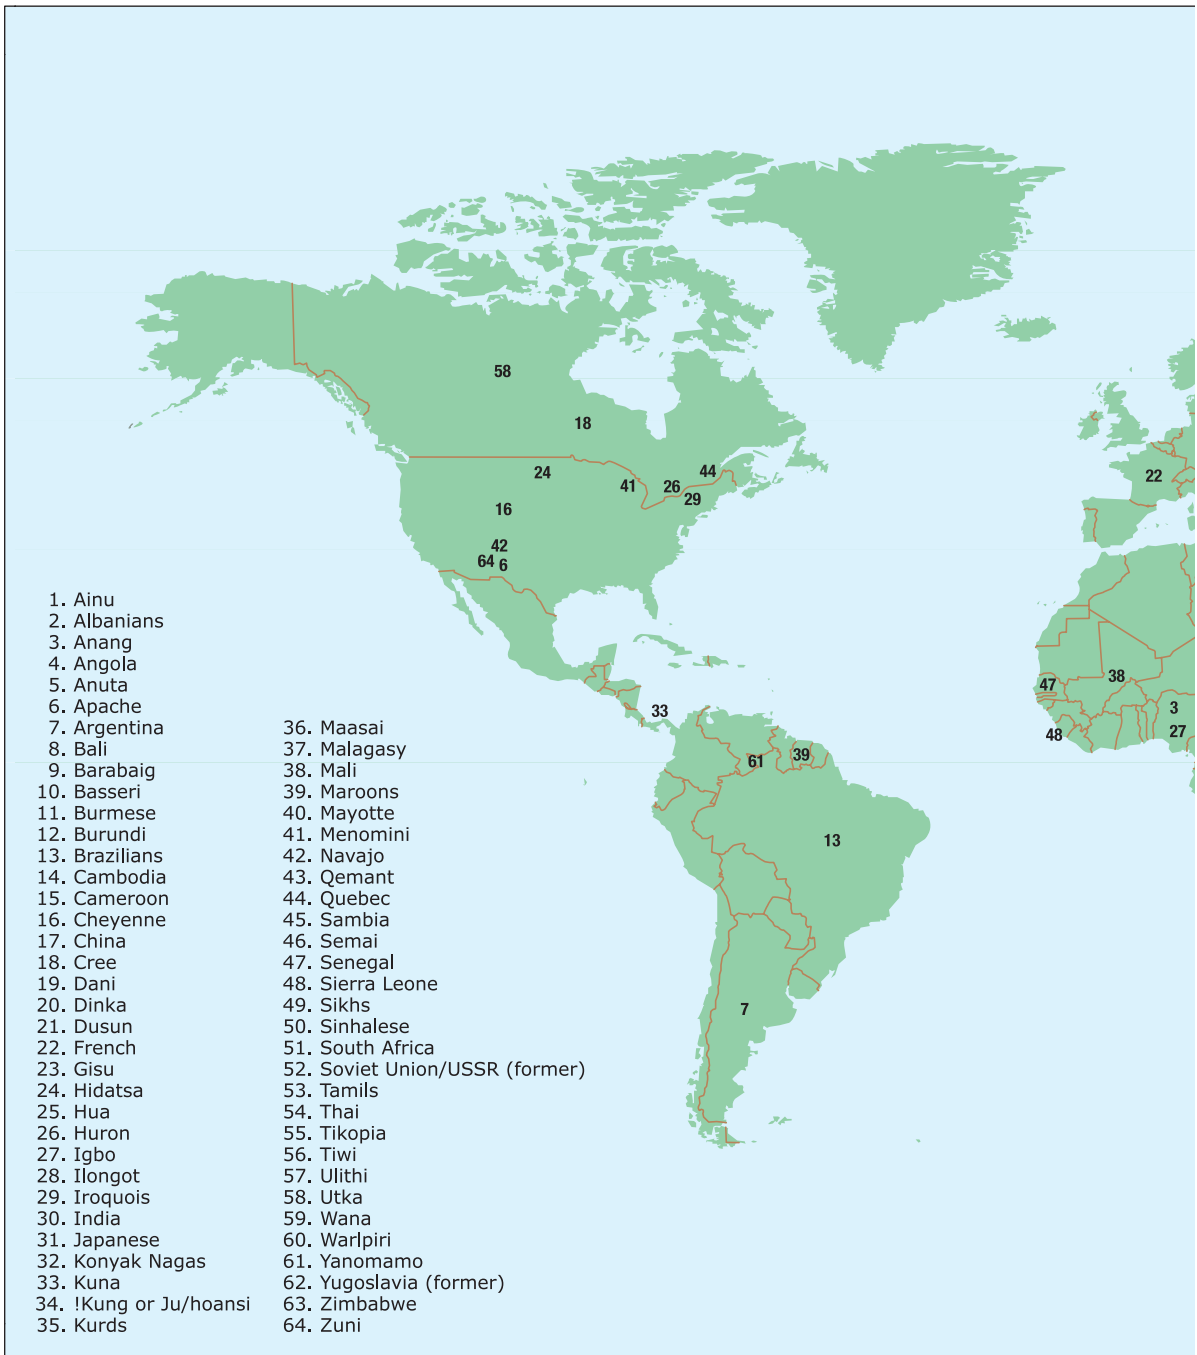 58
18
24
44
41
26
29
22
16
42
64
6
47
38
3
33
48
27
61
39
13
7
1. Ainu
2. Albanians
3. Anang
4. Angola
5. Anuta
6. Apache
7. Argentina
8. Bali
9. Barabaig
10. Basseri
11. Burmese
12. Burundi
13. Brazilians
14. Cambodia
15. Cameroon
16. Cheyenne
17. China
18. Cree
19. Dani
20. Dinka
21. Dusun
22. French
23. Gisu
24. Hidatsa
25. Hua
26. Huron
27. Igbo
28. Ilongot
29. Iroquois
30. India
31. Japanese
32. Konyak Nagas
33. Kuna
34. !Kung or Ju/hoansi
35. Kurds
36. Maasai
37. Malagasy
38. Mali
39. Maroons
40. Mayotte
41. Menomini
42. Navajo
43. Qemant
44. Quebec
45. Sambia
46. Semai
47. Senegal
48. Sierra Leone
49. Sikhs
50. Sinhalese
51. South Africa
52. Soviet Union/USSR (former)
53. Tamils
54. Thai
55. Tikopia
56. Tiwi
57. Ulithi
58. Utka
59. Wana
60. Warlpiri
61. Yanomamo
62. Yugoslavia (former)
63. Zimbabwe
64. Zuni